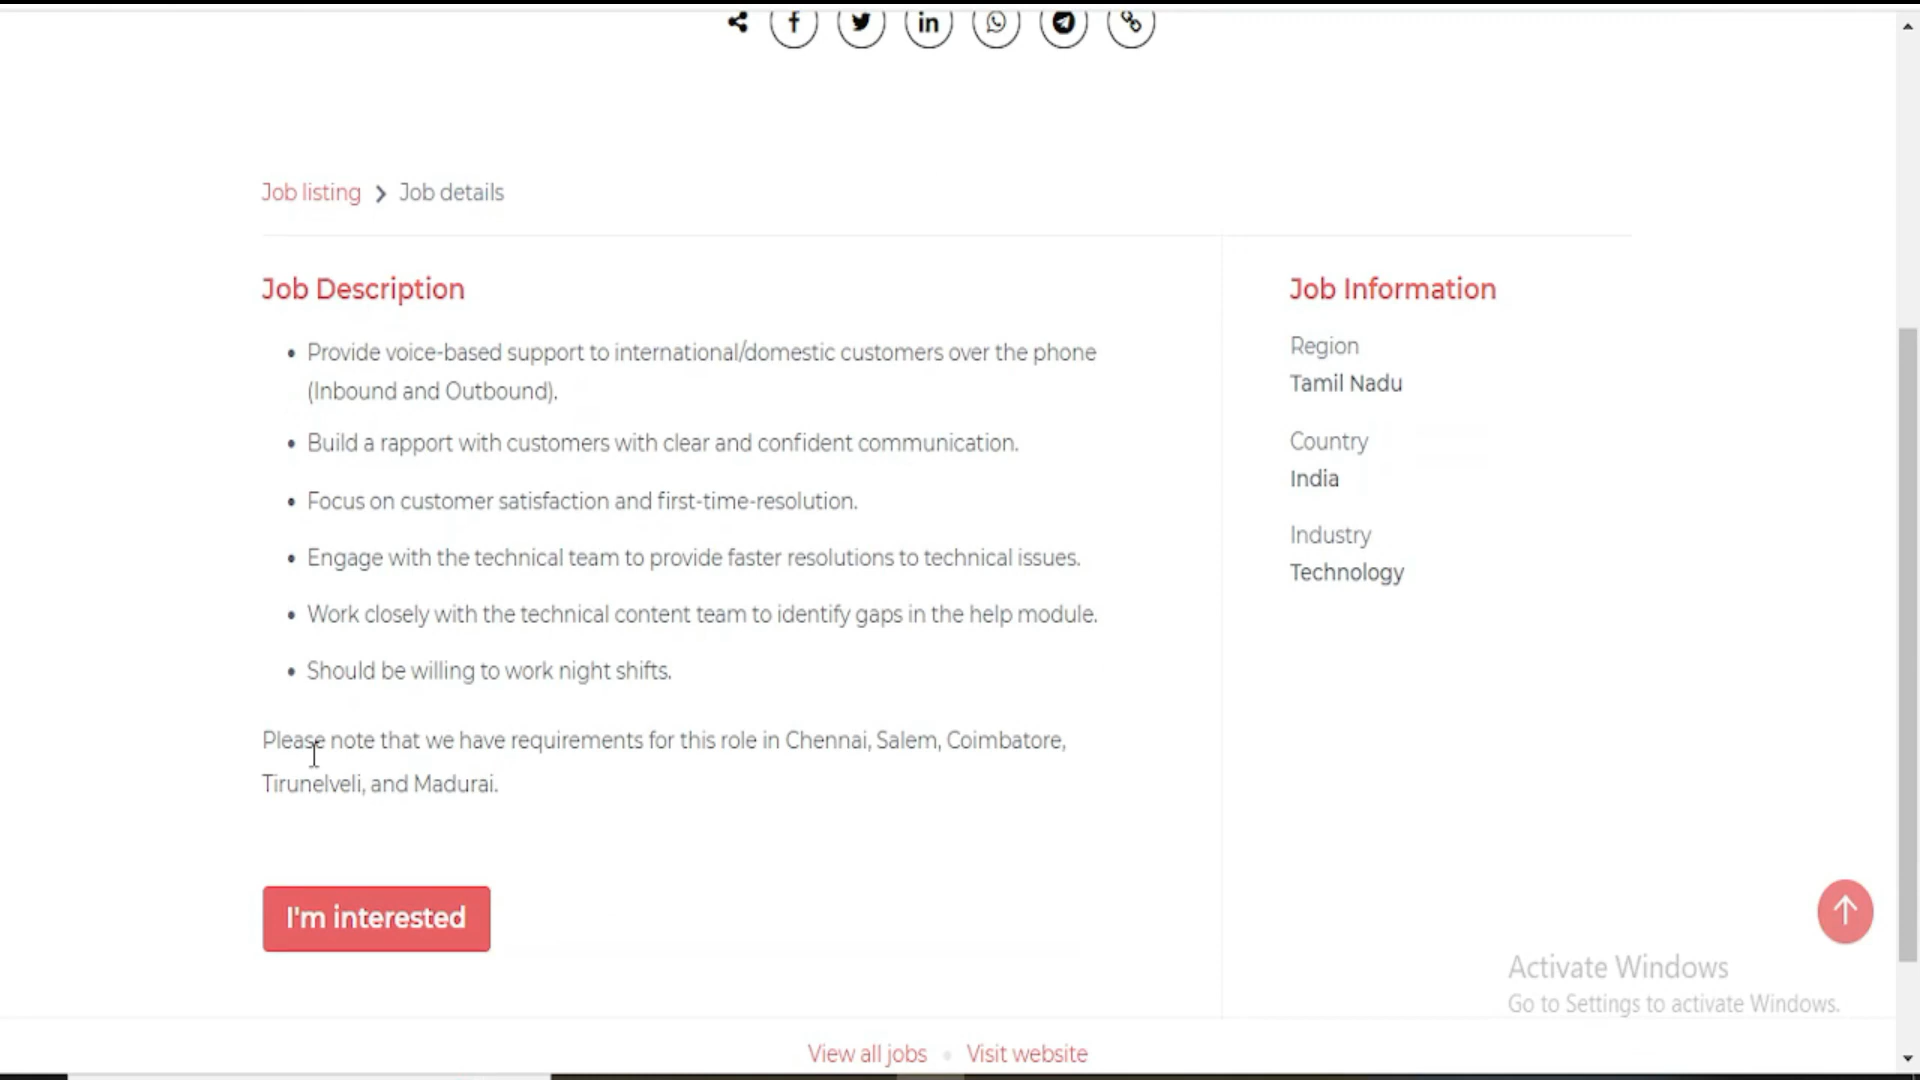 Job listing > Job details
Job Description
• Provide voice-based support to international/domestic customers over the phone
(Inbound and Outbound).
• Build a rapport with customers with clear and confident communication.
• Focus on customer satisfaction and first-time-resolution.
• Engage with the technical team to provide faster resolutions to technical issues.
• Work closely with the technical content team to identify gaps in the help module.
• Should be willing to work night shifts.
Please note that we have requirements for this role in Chennai, Salem, Coimbatore,
Tirunelveli, and Madurai.
I'm interested
Job Information
Region
Tamil Nadu
Country
India
Industry
Technology
Activate Windows
Go to Settings to activate Windows.
View all jobs • Visit website